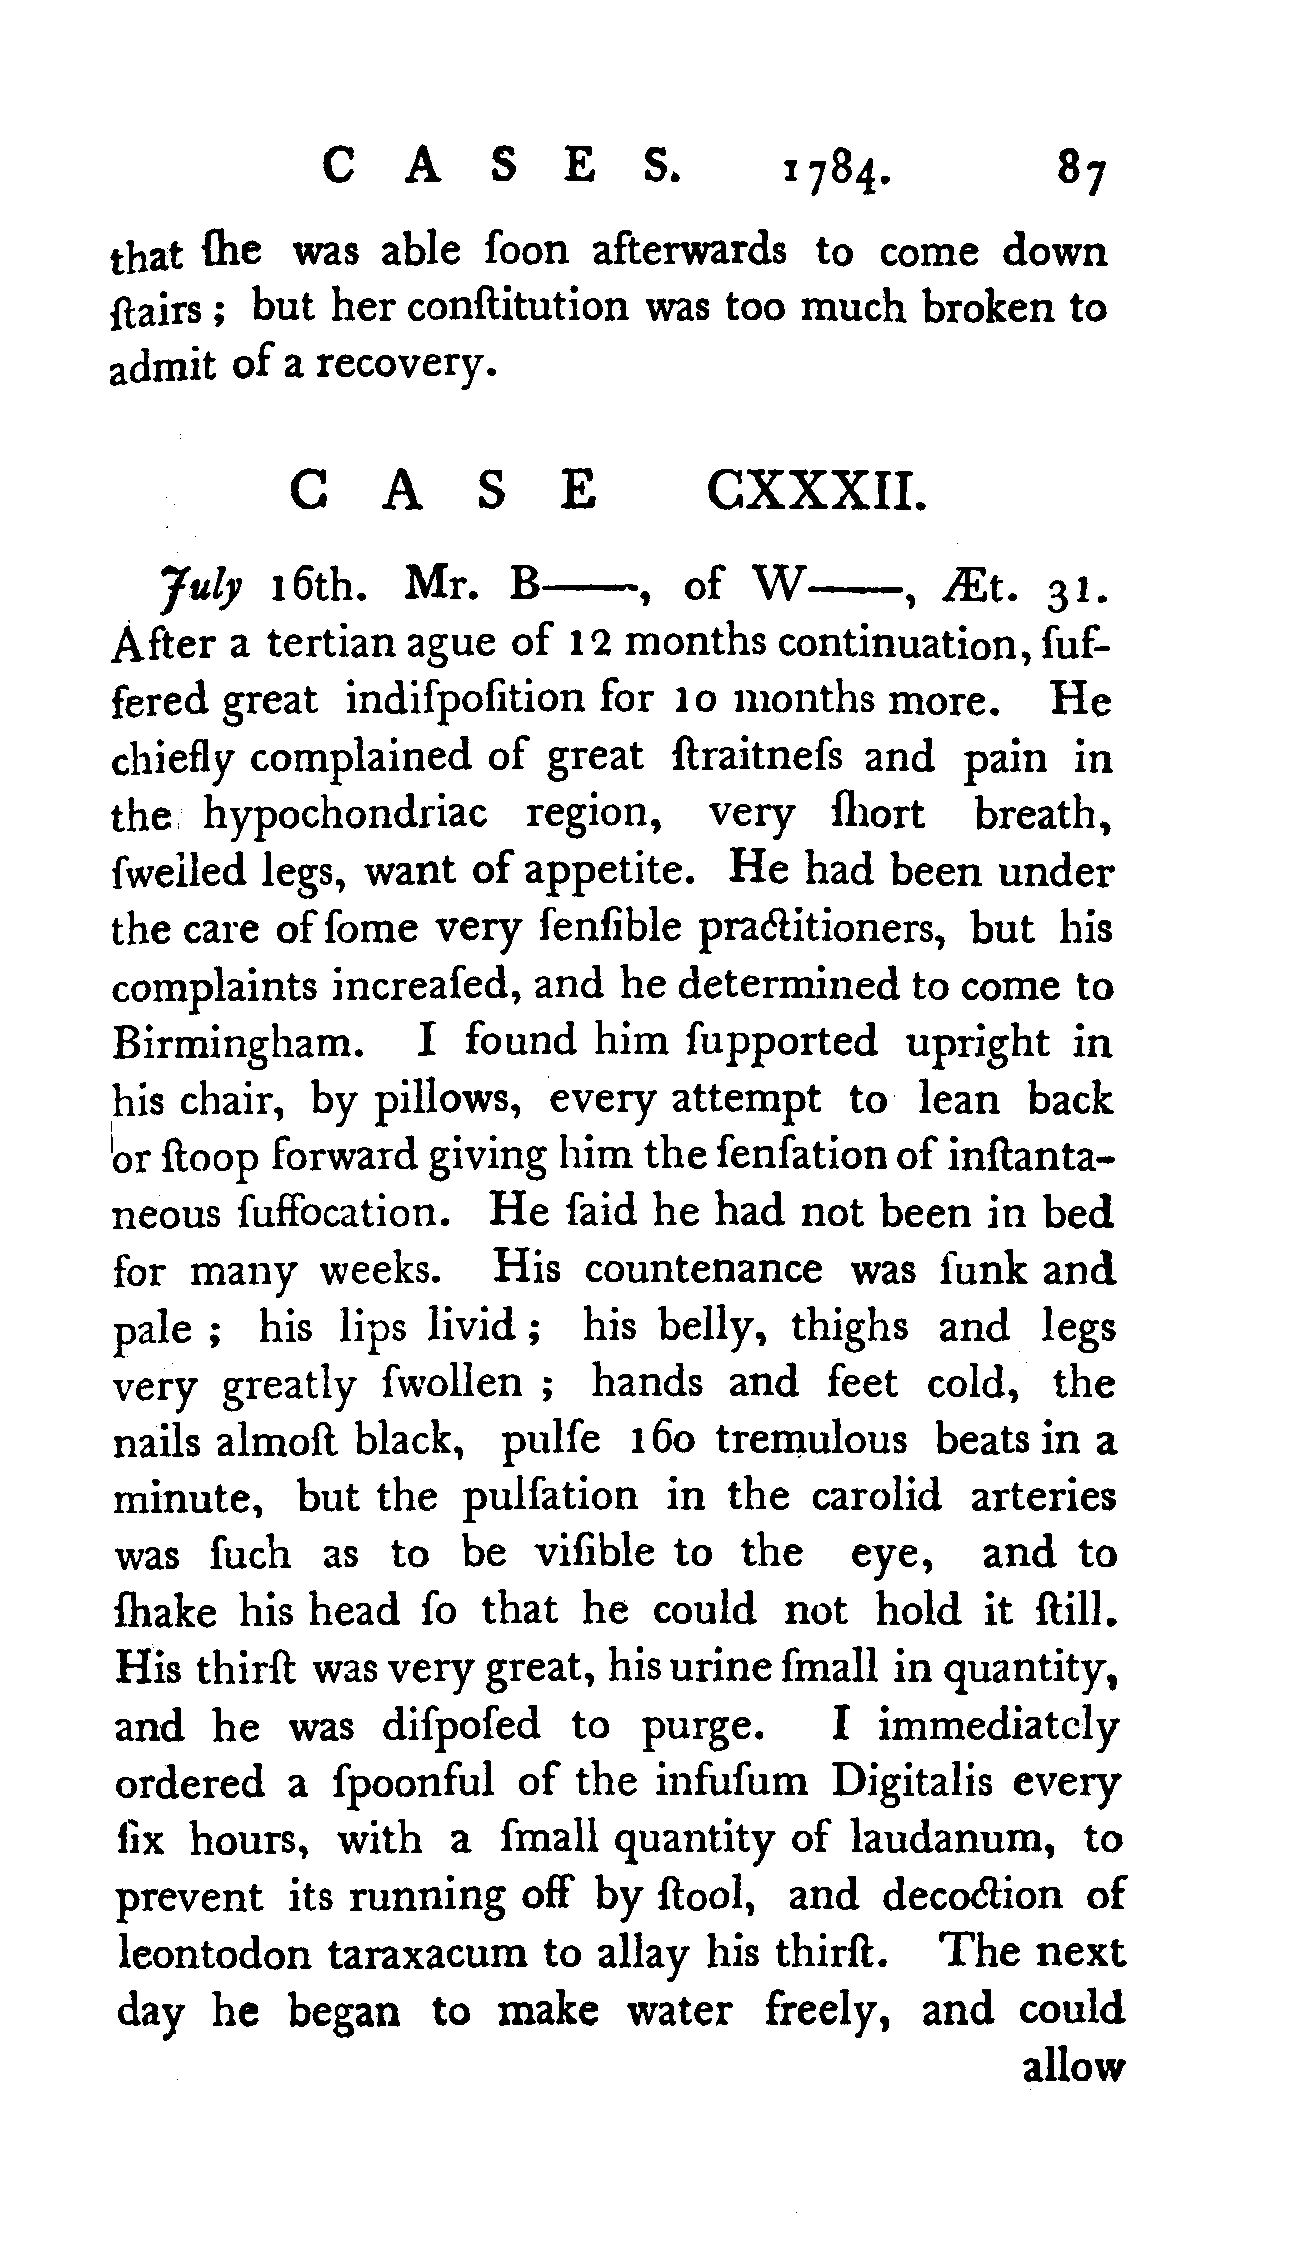 CASES. 1784. 87
that ſhe was able ſoon afterwards to come down
ſtairs ; but her conſtitution was too much broken to
admit of a recovery.
CASE CXXXII.
July 16th. Mr. B——, of W——, Æt. 31.
After a tertian ague of 12 months continuation, ſuf-
fered great indiſpoſition for 10 months more. He
chiefly complained of great ſtraitneſs and pain in
the hypochondriac region, very ſhort breath,
ſwelled legs, want of appetite. He had been under
the care of ſome very ſenſible practitioners, but his
complaints increaſed, and he determined to come to
Birmingham. I found him ſupported upright in
his chair, by pillows, every attempt to lean back
or ſtoop forward giving him the ſenſation of inſtanta-
neous ſuffocation. He ſaid he had not been in bed
for many weeks. His countenance was ſunk and
pale ; his lips livid ; his belly, thighs and legs
very greatly ſwollen ; hands and feet cold, the
nails almoſt black, pulſe 160 tremulous beats in a
minute, but the pulſation in the carolid arteries
was ſuch as to be viſible to the eye, and to
ſhake his head ſo that he could not hold it ſtill.
His thirſt was very great, his urine ſmall in quantity,
and he was diſpoſed to purge. I immediately
ordered a ſpoonful of the infuſum Digitalis every
ſix hours, with a ſmall quantity of laudanum, to
prevent its running off by ſtool, and decoction of
leontodon taraxacum to allay his thirſt. The next
day he began to make water freely, and could
allow